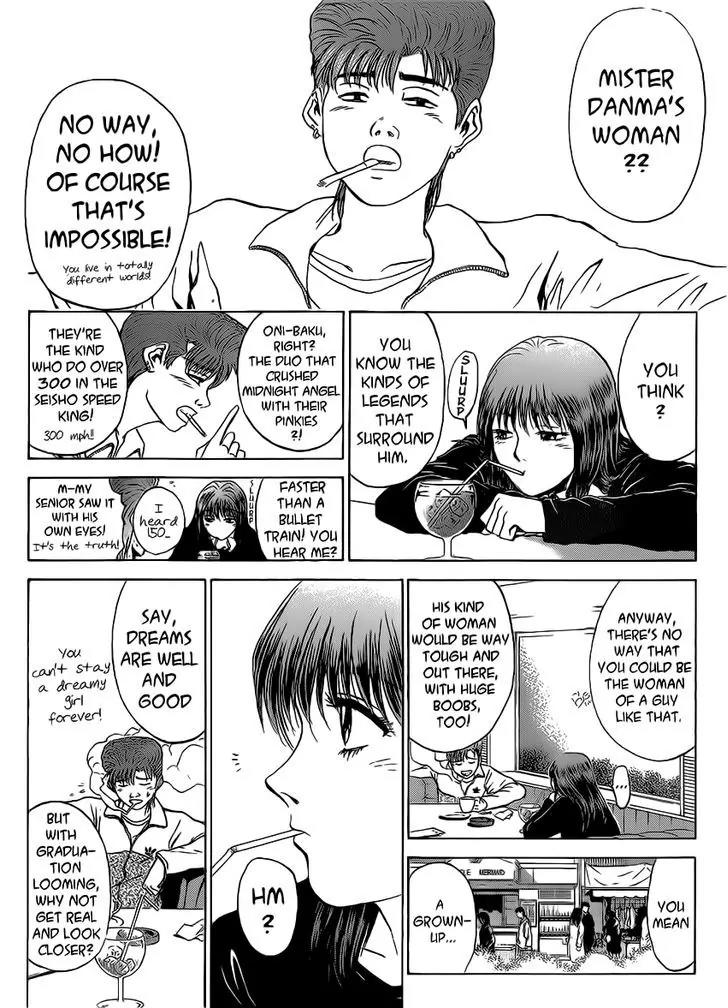 MISTER
DANMA'S
WOMAN
??
NO WAY,
NO HOW!
OF COURSE
THAT'S
IMPOSSIBLE!
You live in totally
different worlds!
YOU
THINK
?
SLUURP
YOU
KNOW THE
KINDS OF
LEGENDS
THAT
SURROUND
HIM.
ONI-BAKU,
RIGHT?
THE DUO THAT
CRUSHED
MIDNIGHT ANGEL
WITH THEIR
PINKIES
?!
THEY'RE
THE KIND
WHO DO OVER
300 IN THE
SEISHO SPEED
KING!
300 mph!!
FASTER
THAN A
BULLET
TRAIN! YOU
HEAR ME?
SLUURP
I
heard
150_
M-MY
SENIOR SAW IT
WITH HIS
OWN EYES!
It's the truth!
ANYWAY,
THERE'S NO
WAY THAT
YOU COULD BE
THE WOMAN
OF A GUY
LIKE THAT.
HIS KIND
OF WOMAN
WOULD BE WAY
TOUGH AND
OUT THERE,
WITH HUGE
BOOBS,
TOO!
...
YOU
MEAN
A
GROWN-
UP...
HM
?
SAY,
DREAMS
ARE WELL
AND
GOOD
You
can't stay
a dreamy
girl
forever!
BUT
WITH
GRADUA-
TION
LOOMING,
WHY NOT
GET REAL
AND LOOK
CLOSER?